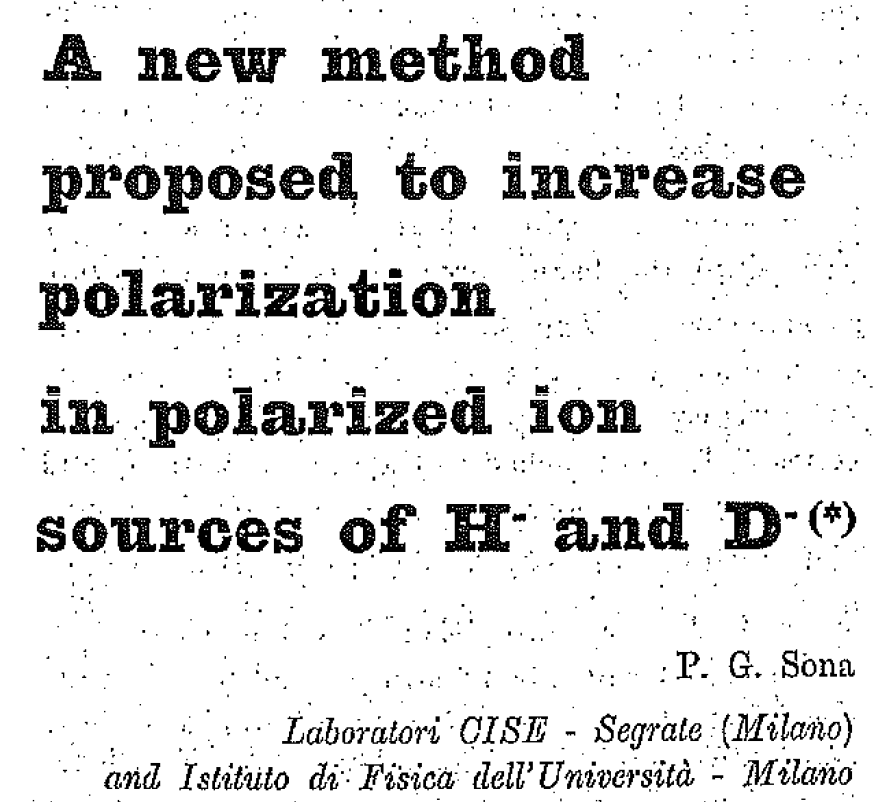 A new method
proposed to increase
polarization
in polarized ion
sources of H⁻ and D⁻ (*)
P. G. Sona
Laboratori CISE - Segrate (Milano)
and Istituto di Fisica dell'Università - Milano